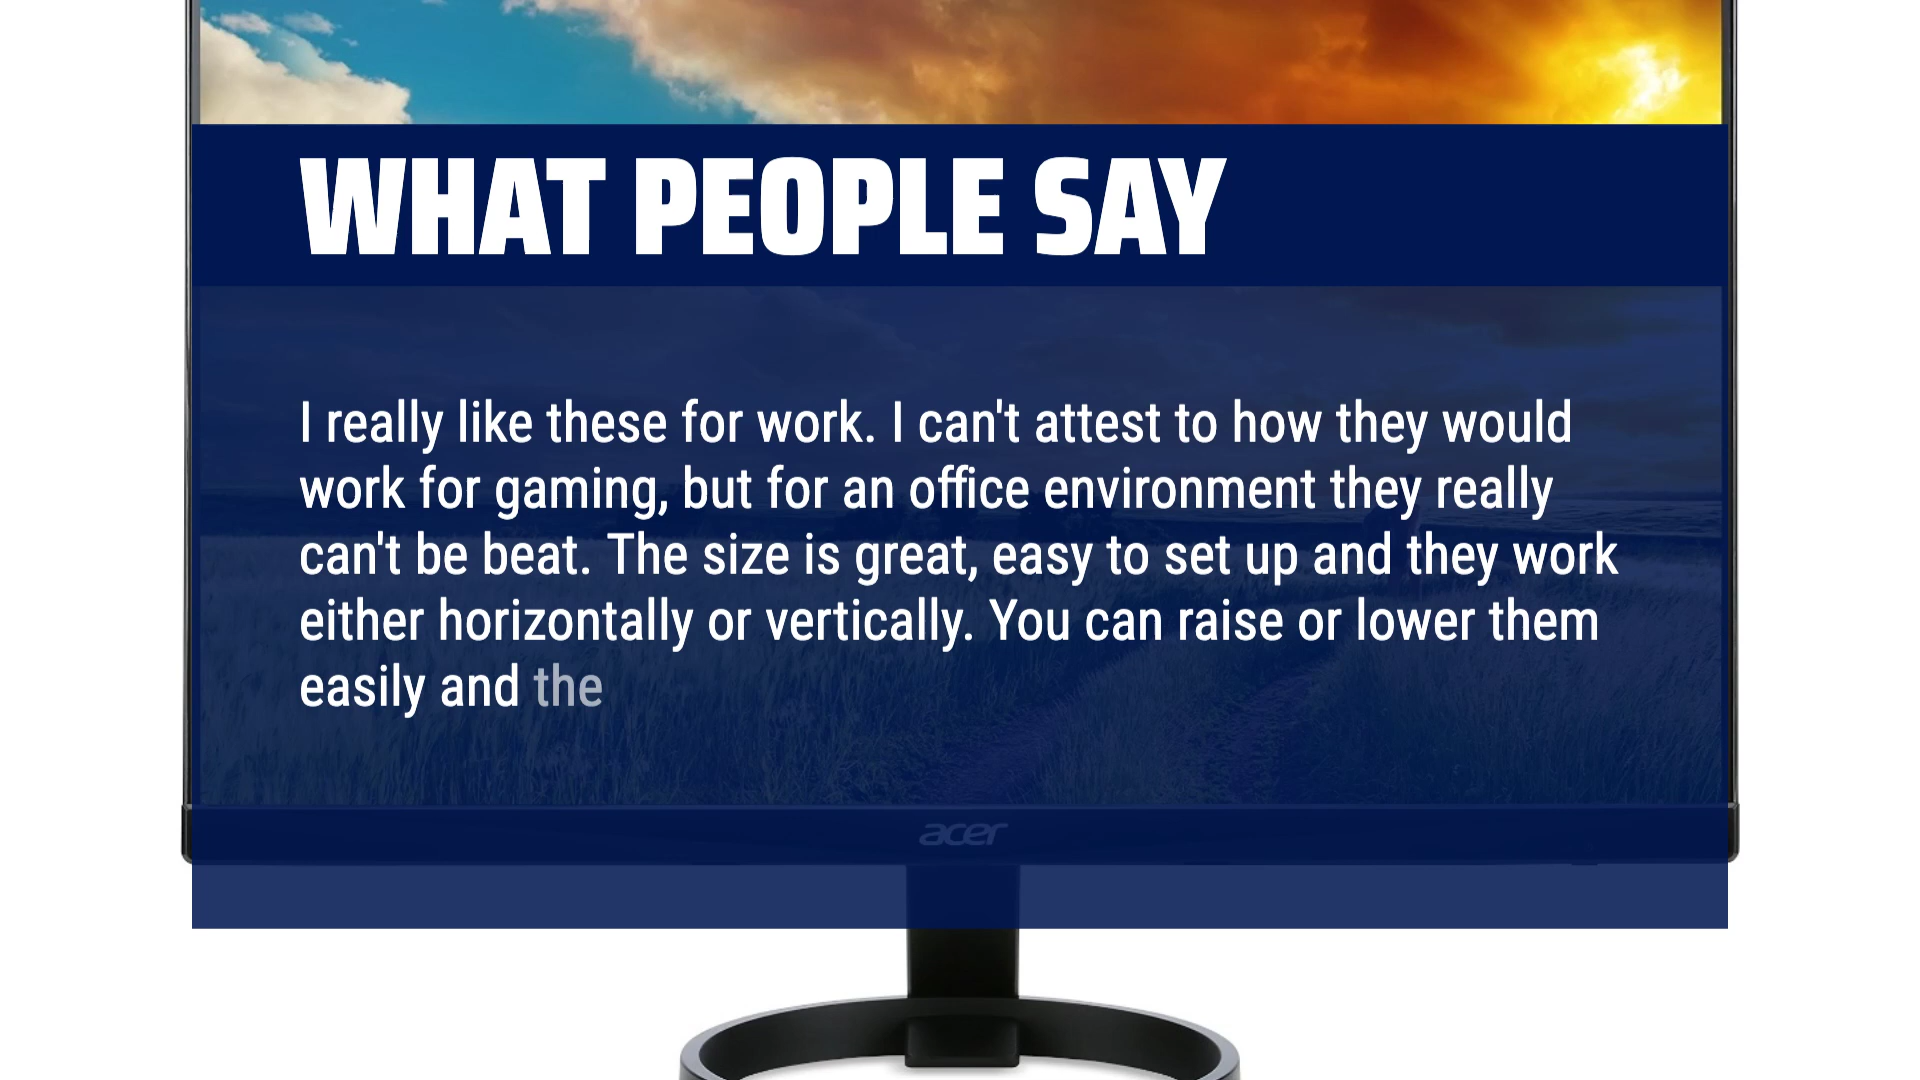 WHAT PEOPLE SAY
I really like these for work. I can't attest to how they would
work for gaming, but for an office environment they really
can't be beat. The size is great, easy to set up and they work
either horizontally or vertically. You can raise or lower them
easily and the
acer